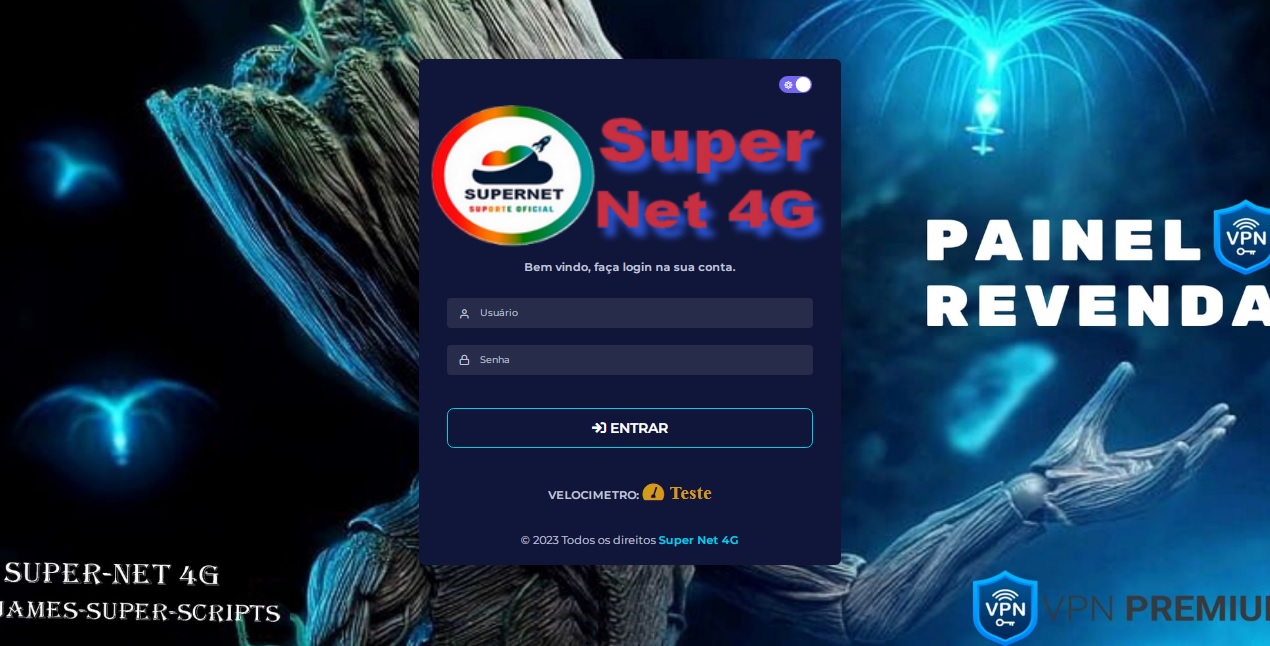 Super
Net 4G
SUPERNET
SUPORTE OFICIAL
Bem vindo, faça login na sua conta.
Usuário
Senha
ENTRAR
VELOCIMETRO: Teste
© 2023 Todos os direitos Super Net 4G
PAINEL VPN
REVENDA
SUPER-NET 4G
JAMES-SUPER-SCRIPTS
VPN VPN PREMIU